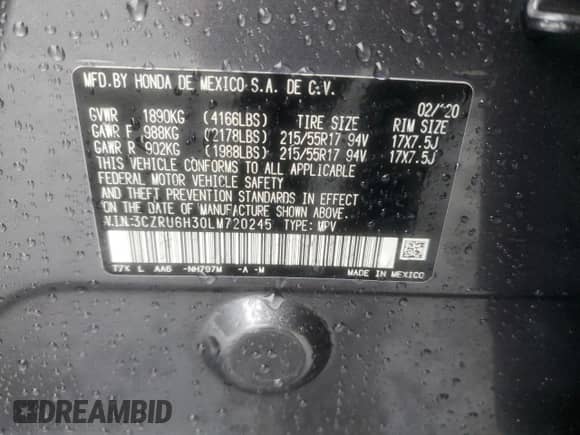 MFD.BY HONDA DE MEXICO S.A. DE C.V.
02/'20
GVWR 1890KG (4166LBS) TIRE SIZE RIM SIZE
GAWR F 988KG (2178LBS) 215/55R17 94V 17X7.5J
GAWR R 902KG (1988LBS) 215/55R17 94V 17X7.5J
THIS VEHICLE CONFORMS TO ALL APPLICABLE
FEDERAL MOTOR VEHICLE SAFETY
AND THEFT PREVENTION STANDARDS IN EFFECT
ON THE DATE OF MANUFACTURE SHOWN ABOVE.
V.I.N:3CZRU6H30LM720245 TYPE: MPV
T7X L AAB -NH797M -A -M
MADE IN MEXICO
DREAMBID